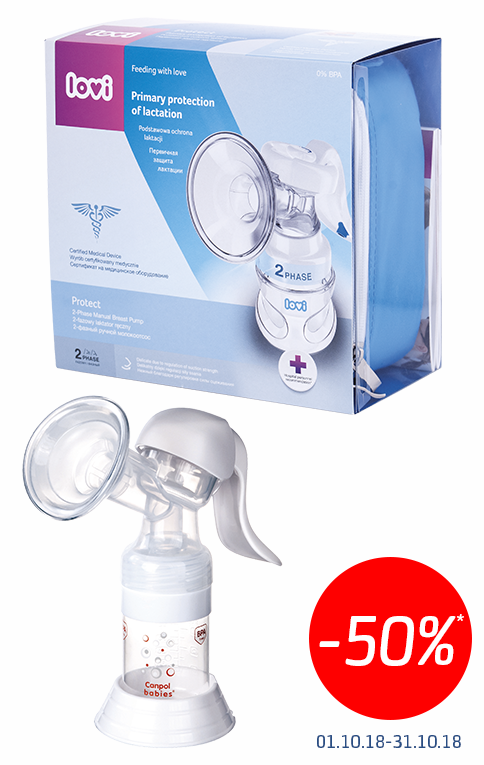 lovi
Feeding with love
0% BPA
Primary protection
of lactation
Podstawowa ochrona
laktacji
Первичная
защита
лактации
2 PHASE
lovi
Certified Medical Device
Wyrób certyfikowany medycznie
Сертификат на медицинское оборудование
Protect
2-Phase Manual Breast Pump
2-fazowy laktator ręczny
2-фазный ручной молокоотсос
2
PHASE
BPA
Canpol
babies
-50%*
01.10.18-31.10.18